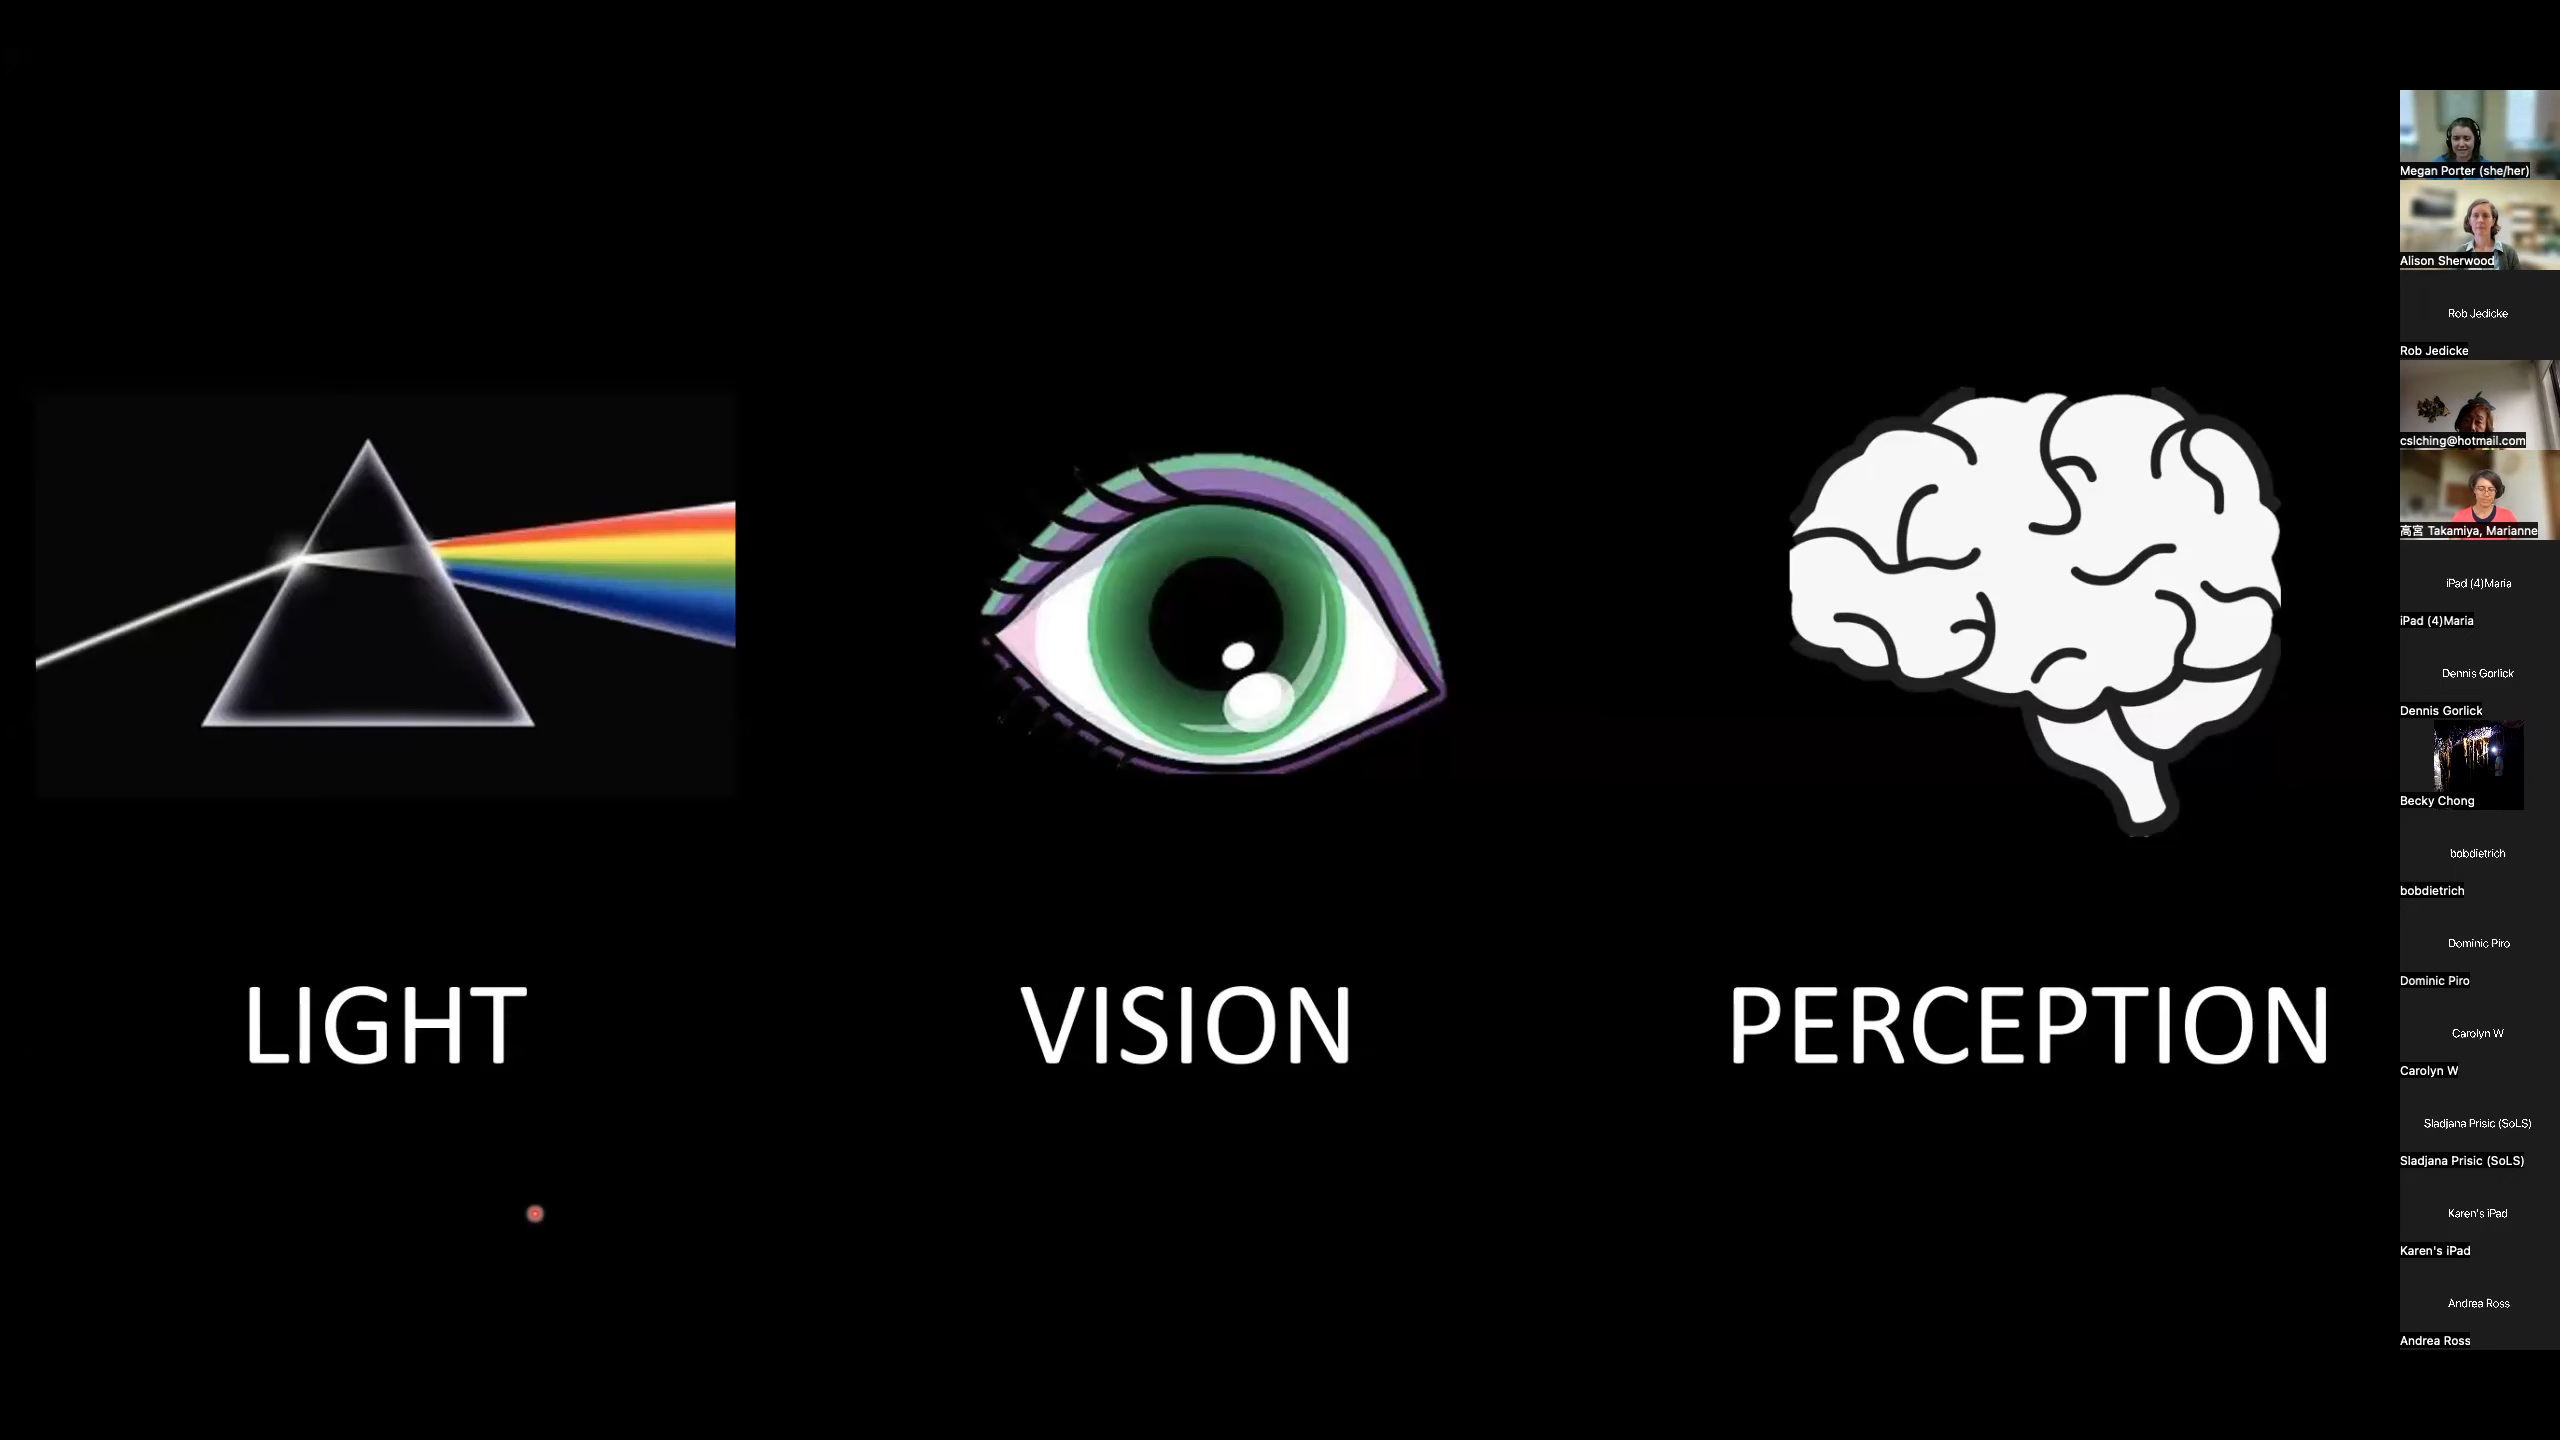 LIGHT
VISION
PERCEPTION
Megan Porter (she/her)
Alison Sherwood
Rob Jedicke
Rob Jedicke
cslching@hotmail.com
高宮 Takamiya, Marianne
iPad (4)Maria
iPad (4)Maria
Dennis Gorlick
Dennis Gorlick
Becky Chong
bobdietrich
bobdietrich
Dominic Piro
Dominic Piro
Carolyn W
Carolyn W
Sladjana Prisic (SoLS)
Sladjana Prisic (SoLS)
Karen's iPad
Karen's iPad
Andrea Ross
Andrea Ross